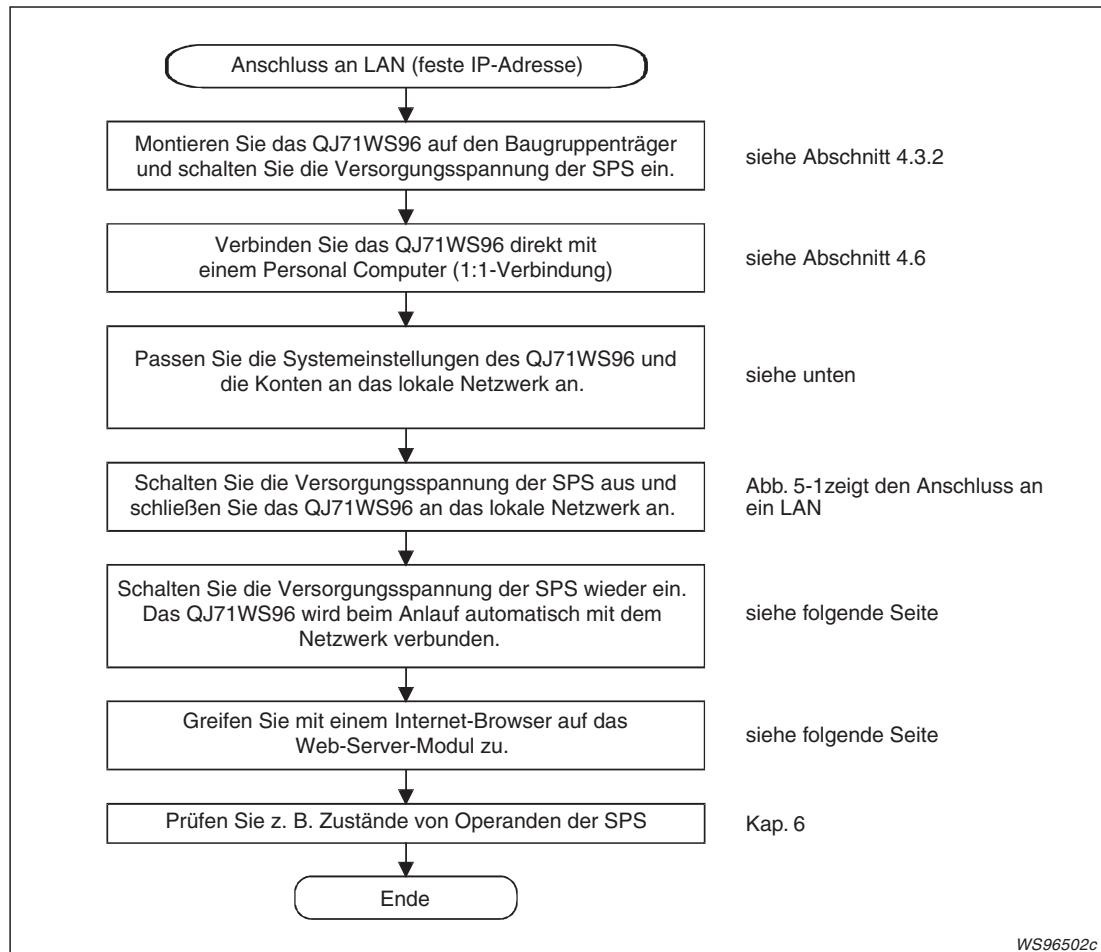 Anschluss an LAN (feste IP-Adresse)
Montieren Sie das QJ71WS96 auf den Baugruppenträger
und schalten Sie die Versorgungsspannung der SPS ein.
siehe Abschnitt 4.3.2
Verbinden Sie das QJ71WS96 direkt mit
einem Personal Computer (1:1-Verbindung)
siehe Abschnitt 4.6
Passen Sie die Systemeinstellungen des QJ71WS96 und
die Konten an das lokale Netzwerk an.
siehe unten
Schalten Sie die Versorgungsspannung der SPS aus und
schließen Sie das QJ71WS96 an das lokale Netzwerk an.
Abb. 5-1zeigt den Anschluss an
ein LAN
Schalten Sie die Versorgungsspannung der SPS wieder ein.
Das QJ71WS96 wird beim Anlauf automatisch mit dem
Netzwerk verbunden.
siehe folgende Seite
Greifen Sie mit einem Internet-Browser auf das
Web-Server-Modul zu.
siehe folgende Seite
Prüfen Sie z. B. Zustände von Operanden der SPS
Kap. 6
Ende
WS96502c